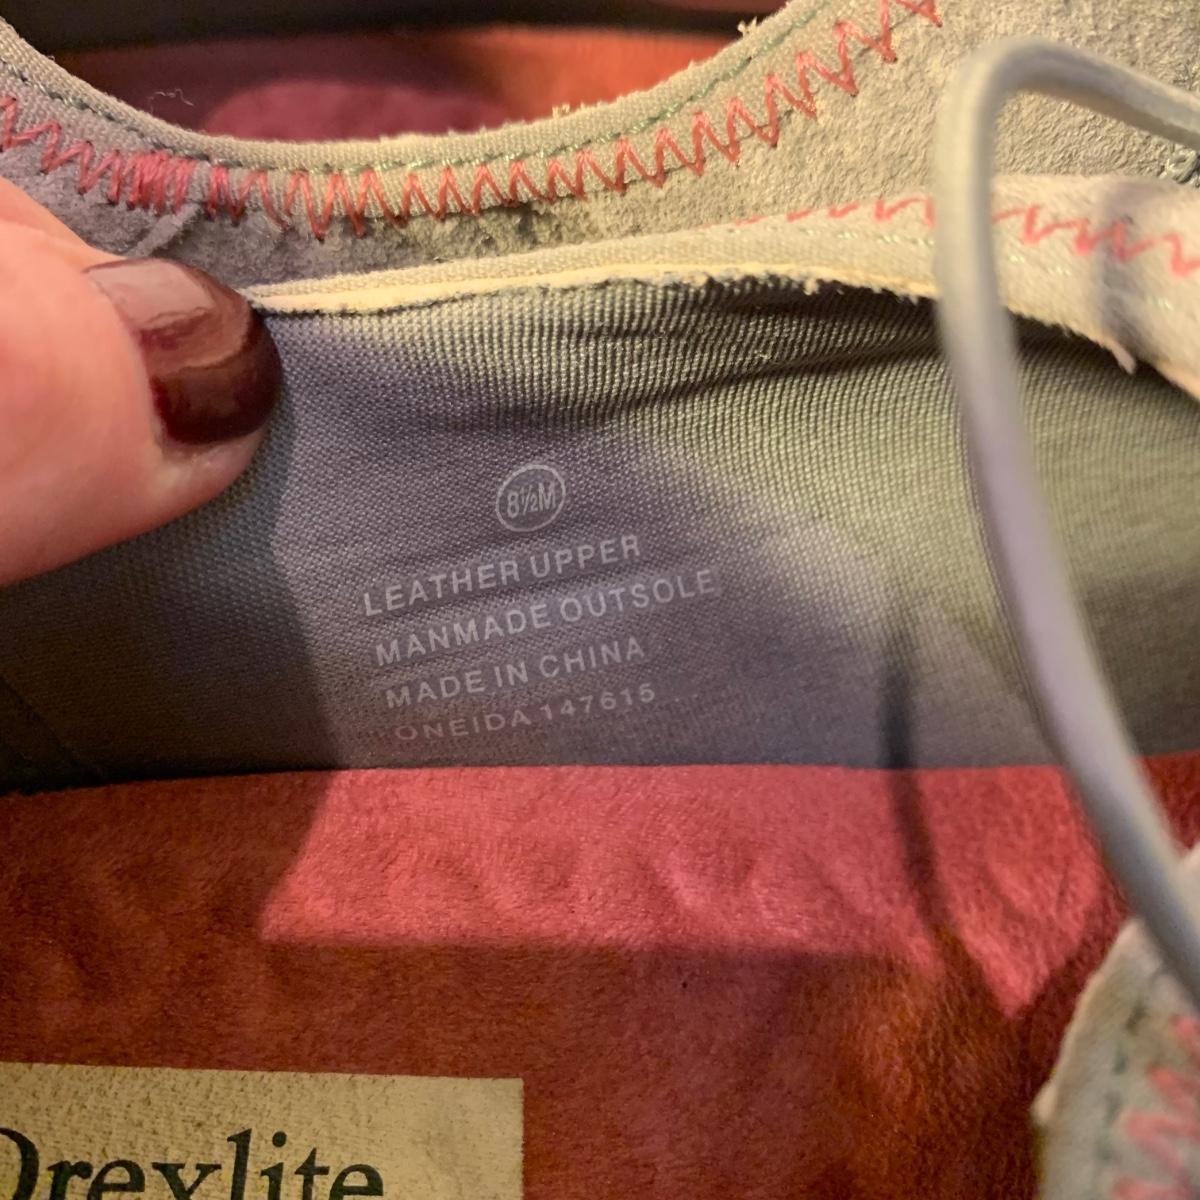 8½M
LEATHER UPPER
MANMADE OUTSOLE
MADE IN CHINA
ONEIDA 147615
Drexlite